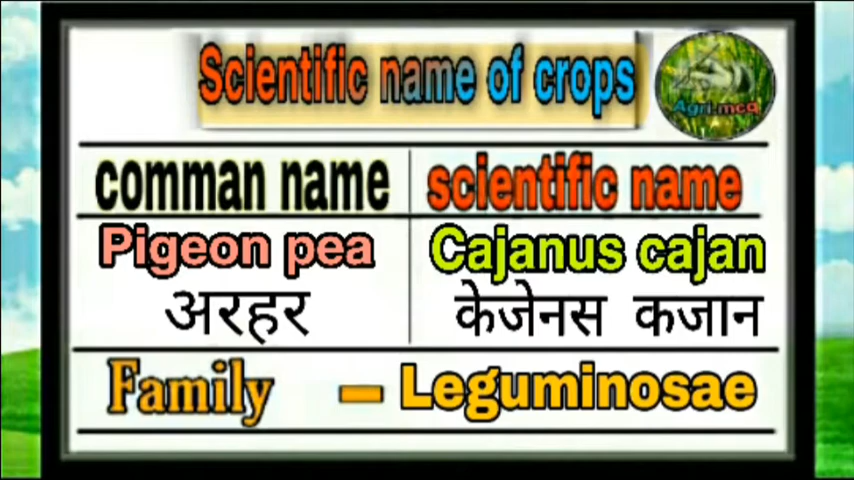 Scientific name of crops
Agri.mcq
comman name scientific name
Pigeon pea Cajanus cajan
अरहर केजेनस कजान
Family - Leguminosae